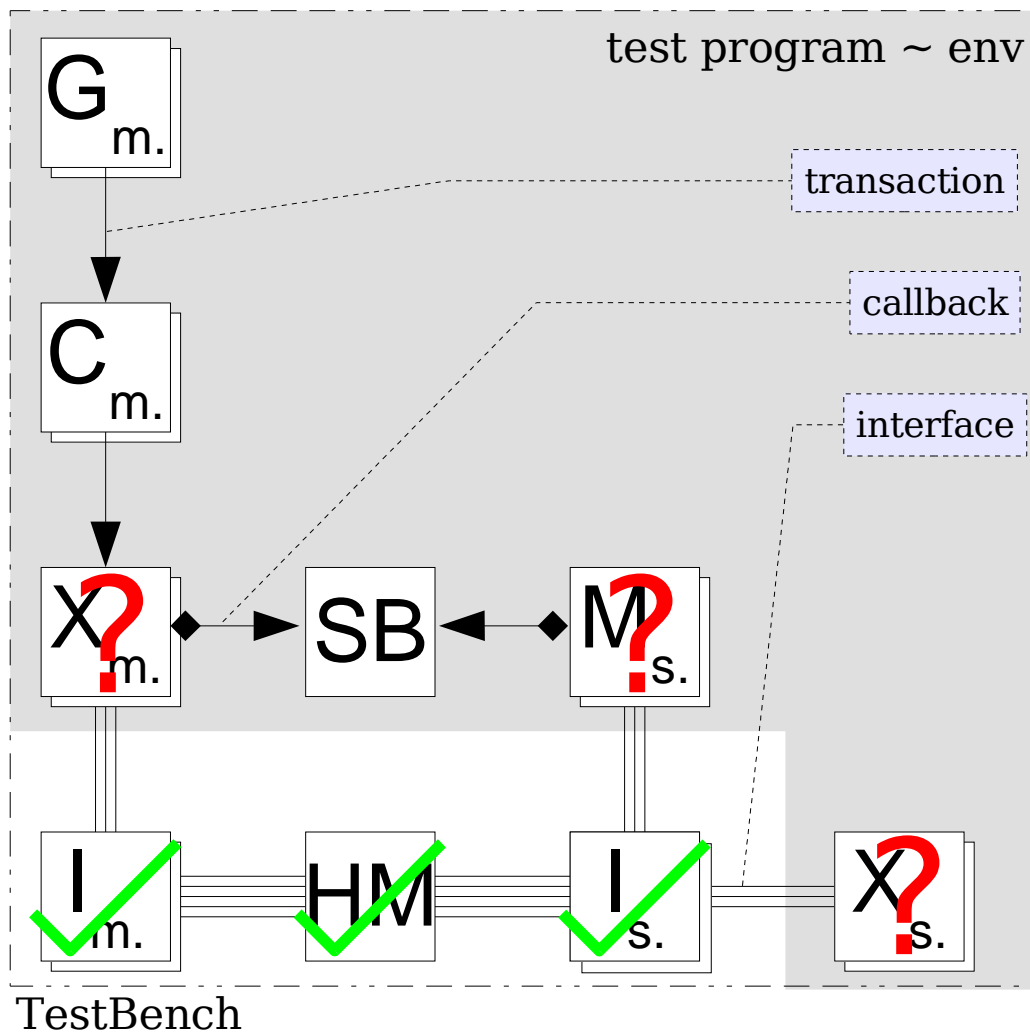 test program ~ env
G m.
transaction
callback
C m.
interface
X? m.
SB
M? s.
I m.
HM
I s.
X? s.
TestBench